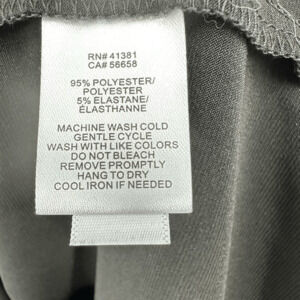 RN# 41381
CA# 56658
95% POLYESTER/
POLYESTER
5% ELASTANE/
ÉLASTHANNE
MACHINE WASH COLD
GENTLE CYCLE
WASH WITH LIKE COLORS
DO NOT BLEACH
REMOVE PROMPTLY
HANG TO DRY
COOL IRON IF NEEDED